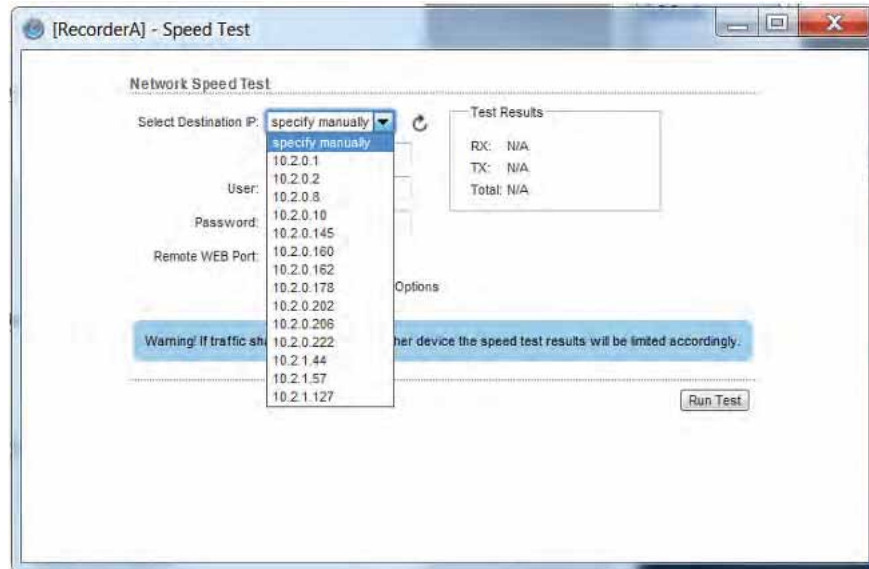 [RecorderA] - Speed Test
Network Speed Test
Select Destination IP: specify manually
specify manually
10.2.0.1
10.2.0.2
10.2.0.8
10.2.0.10
10.2.0.145
10.2.0.160
10.2.0.162
10.2.0.178
10.2.0.202
10.2.0.206
10.2.0.222
10.2.1.44
10.2.1.57
10.2.1.127
User:
Password:
Remote WEB Port:
Options
Test Results
RX: N/A
TX: N/A
Total: N/A
Warning! If traffic her device the speed test results will be limited accordingly.
Run Test